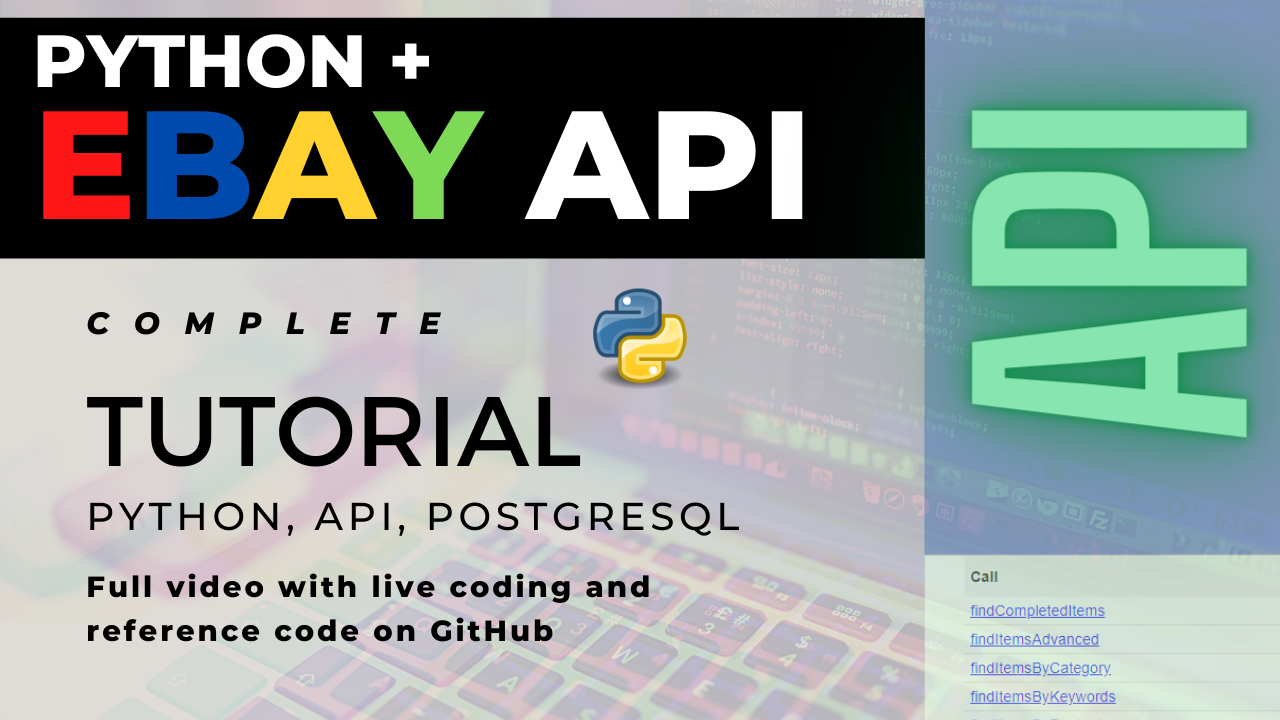 PYTHON +
EBAY API
COMPLETE
TUTORIAL
PYTHON, API, POSTGRESQL
Full video with live coding and
reference code on GitHub
API
Call
findCompletedItems
findItemsAdvanced
findItemsByCategory
findItemsByKeywords